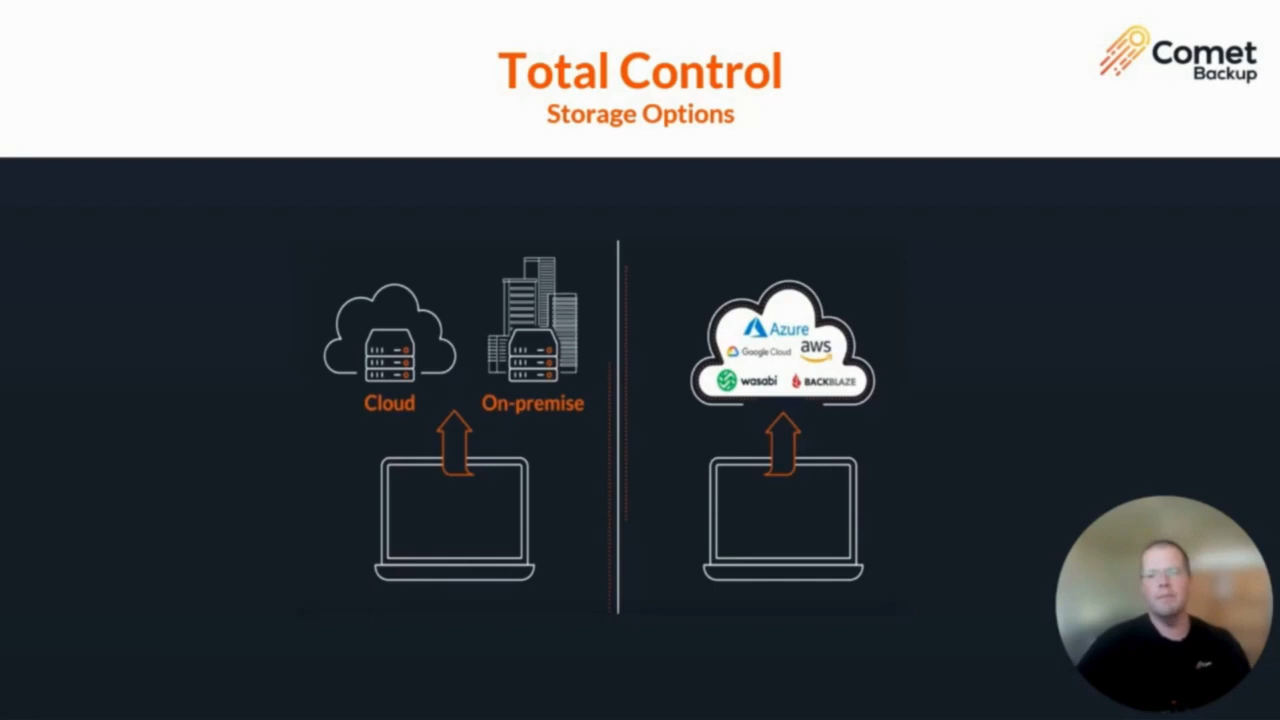 Total Control
Storage Options
Comet
Backup
Cloud
On-premise
Azure
Google Cloud
aws
wasabi
BACKBLAZE